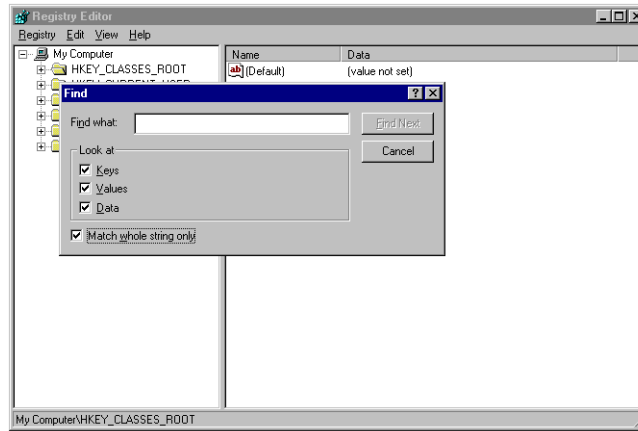 Registry Editor
Registry Edit View Help
My Computer
Name Data
HKEY_CLASSES_ROOT
ab (Default) (value not set)
Find
Find what:
Find Next
Cancel
Look at
Keys
Values
Data
Match whole string only
My Computer\HKEY_CLASSES_ROOT